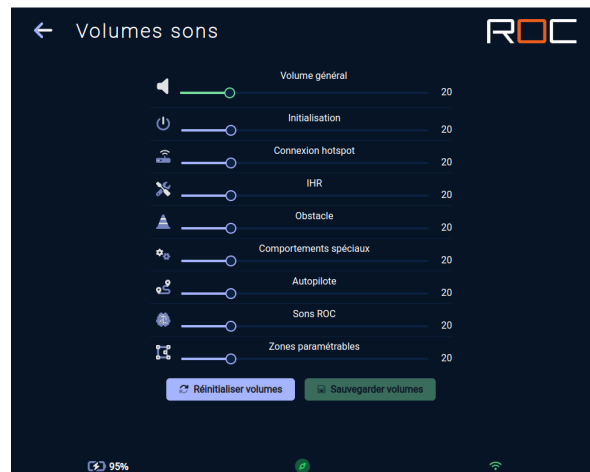 Volumes sons
ROC
Volume général
20
Initialisation
20
Connexion hotspot
20
IHR
20
Obstacle
20
Comportements spéciaux
20
Autopilote
20
Sons ROC
20
Zones paramétrables
20
Réinitialiser volumes
Sauvegarder volumes
95%